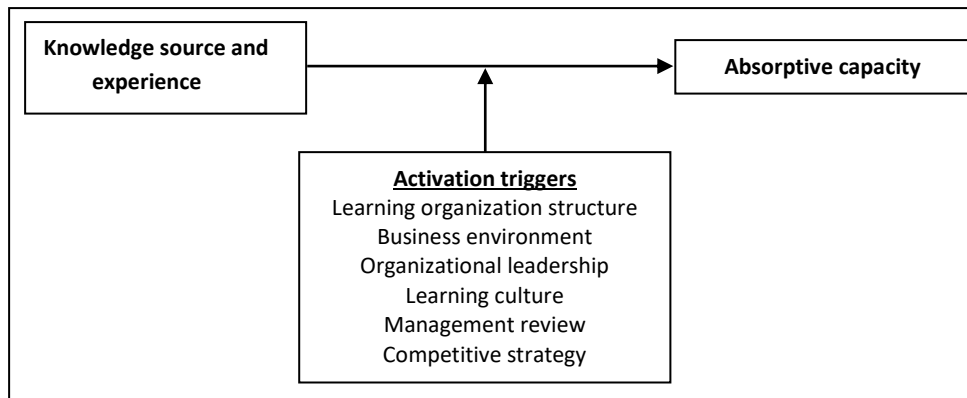 Knowledge source and
experience
Absorptive capacity
Activation triggers
Learning organization structure
Business environment
Organizational leadership
Learning culture
Management review
Competitive strategy